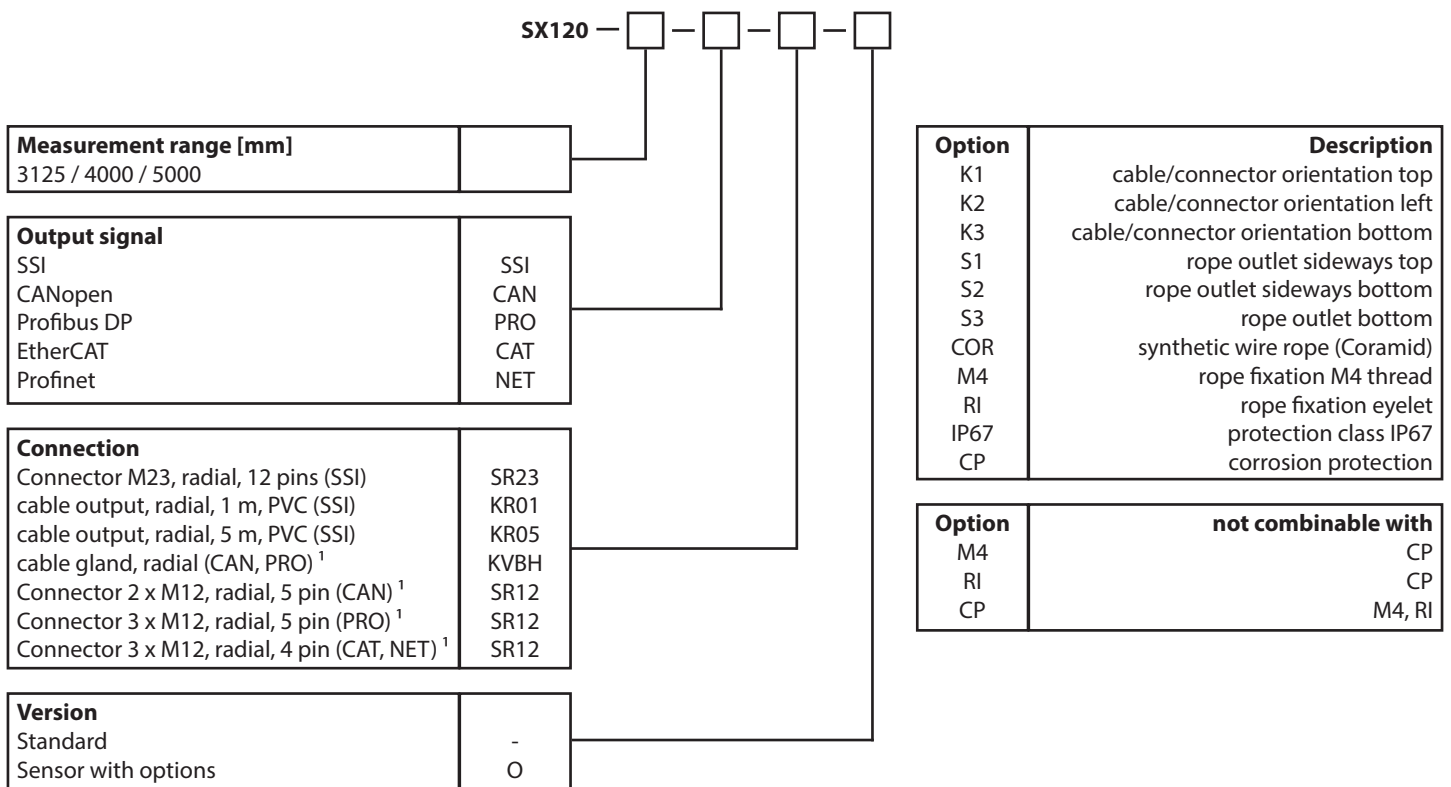 SX120 — — — —
Measurement range [mm]
3125 / 4000 / 5000
Output signal
SSI SSI
CANopen CAN
Profibus DP PRO
EtherCAT CAT
Profinet NET
Connection
Connector M23, radial, 12 pins (SSI) SR23
cable output, radial, 1 m, PVC (SSI) KR01
cable output, radial, 5 m, PVC (SSI) KR05
cable gland, radial (CAN, PRO) ¹ KVBH
Connector 2 x M12, radial, 5 pin (CAN) ¹ SR12
Connector 3 x M12, radial, 5 pin (PRO) ¹ SR12
Connector 3 x M12, radial, 4 pin (CAT, NET) ¹ SR12
Version
Standard -
Sensor with options O
Option Description
K1 cable/connector orientation top
K2 cable/connector orientation left
K3 cable/connector orientation bottom
S1 rope outlet sideways top
S2 rope outlet sideways bottom
S3 rope outlet bottom
COR synthetic wire rope (Coramid)
M4 rope fixation M4 thread
RI rope fixation eyelet
IP67 protection class IP67
CP corrosion protection
Option not combinable with
M4 CP
RI CP
CP M4, RI